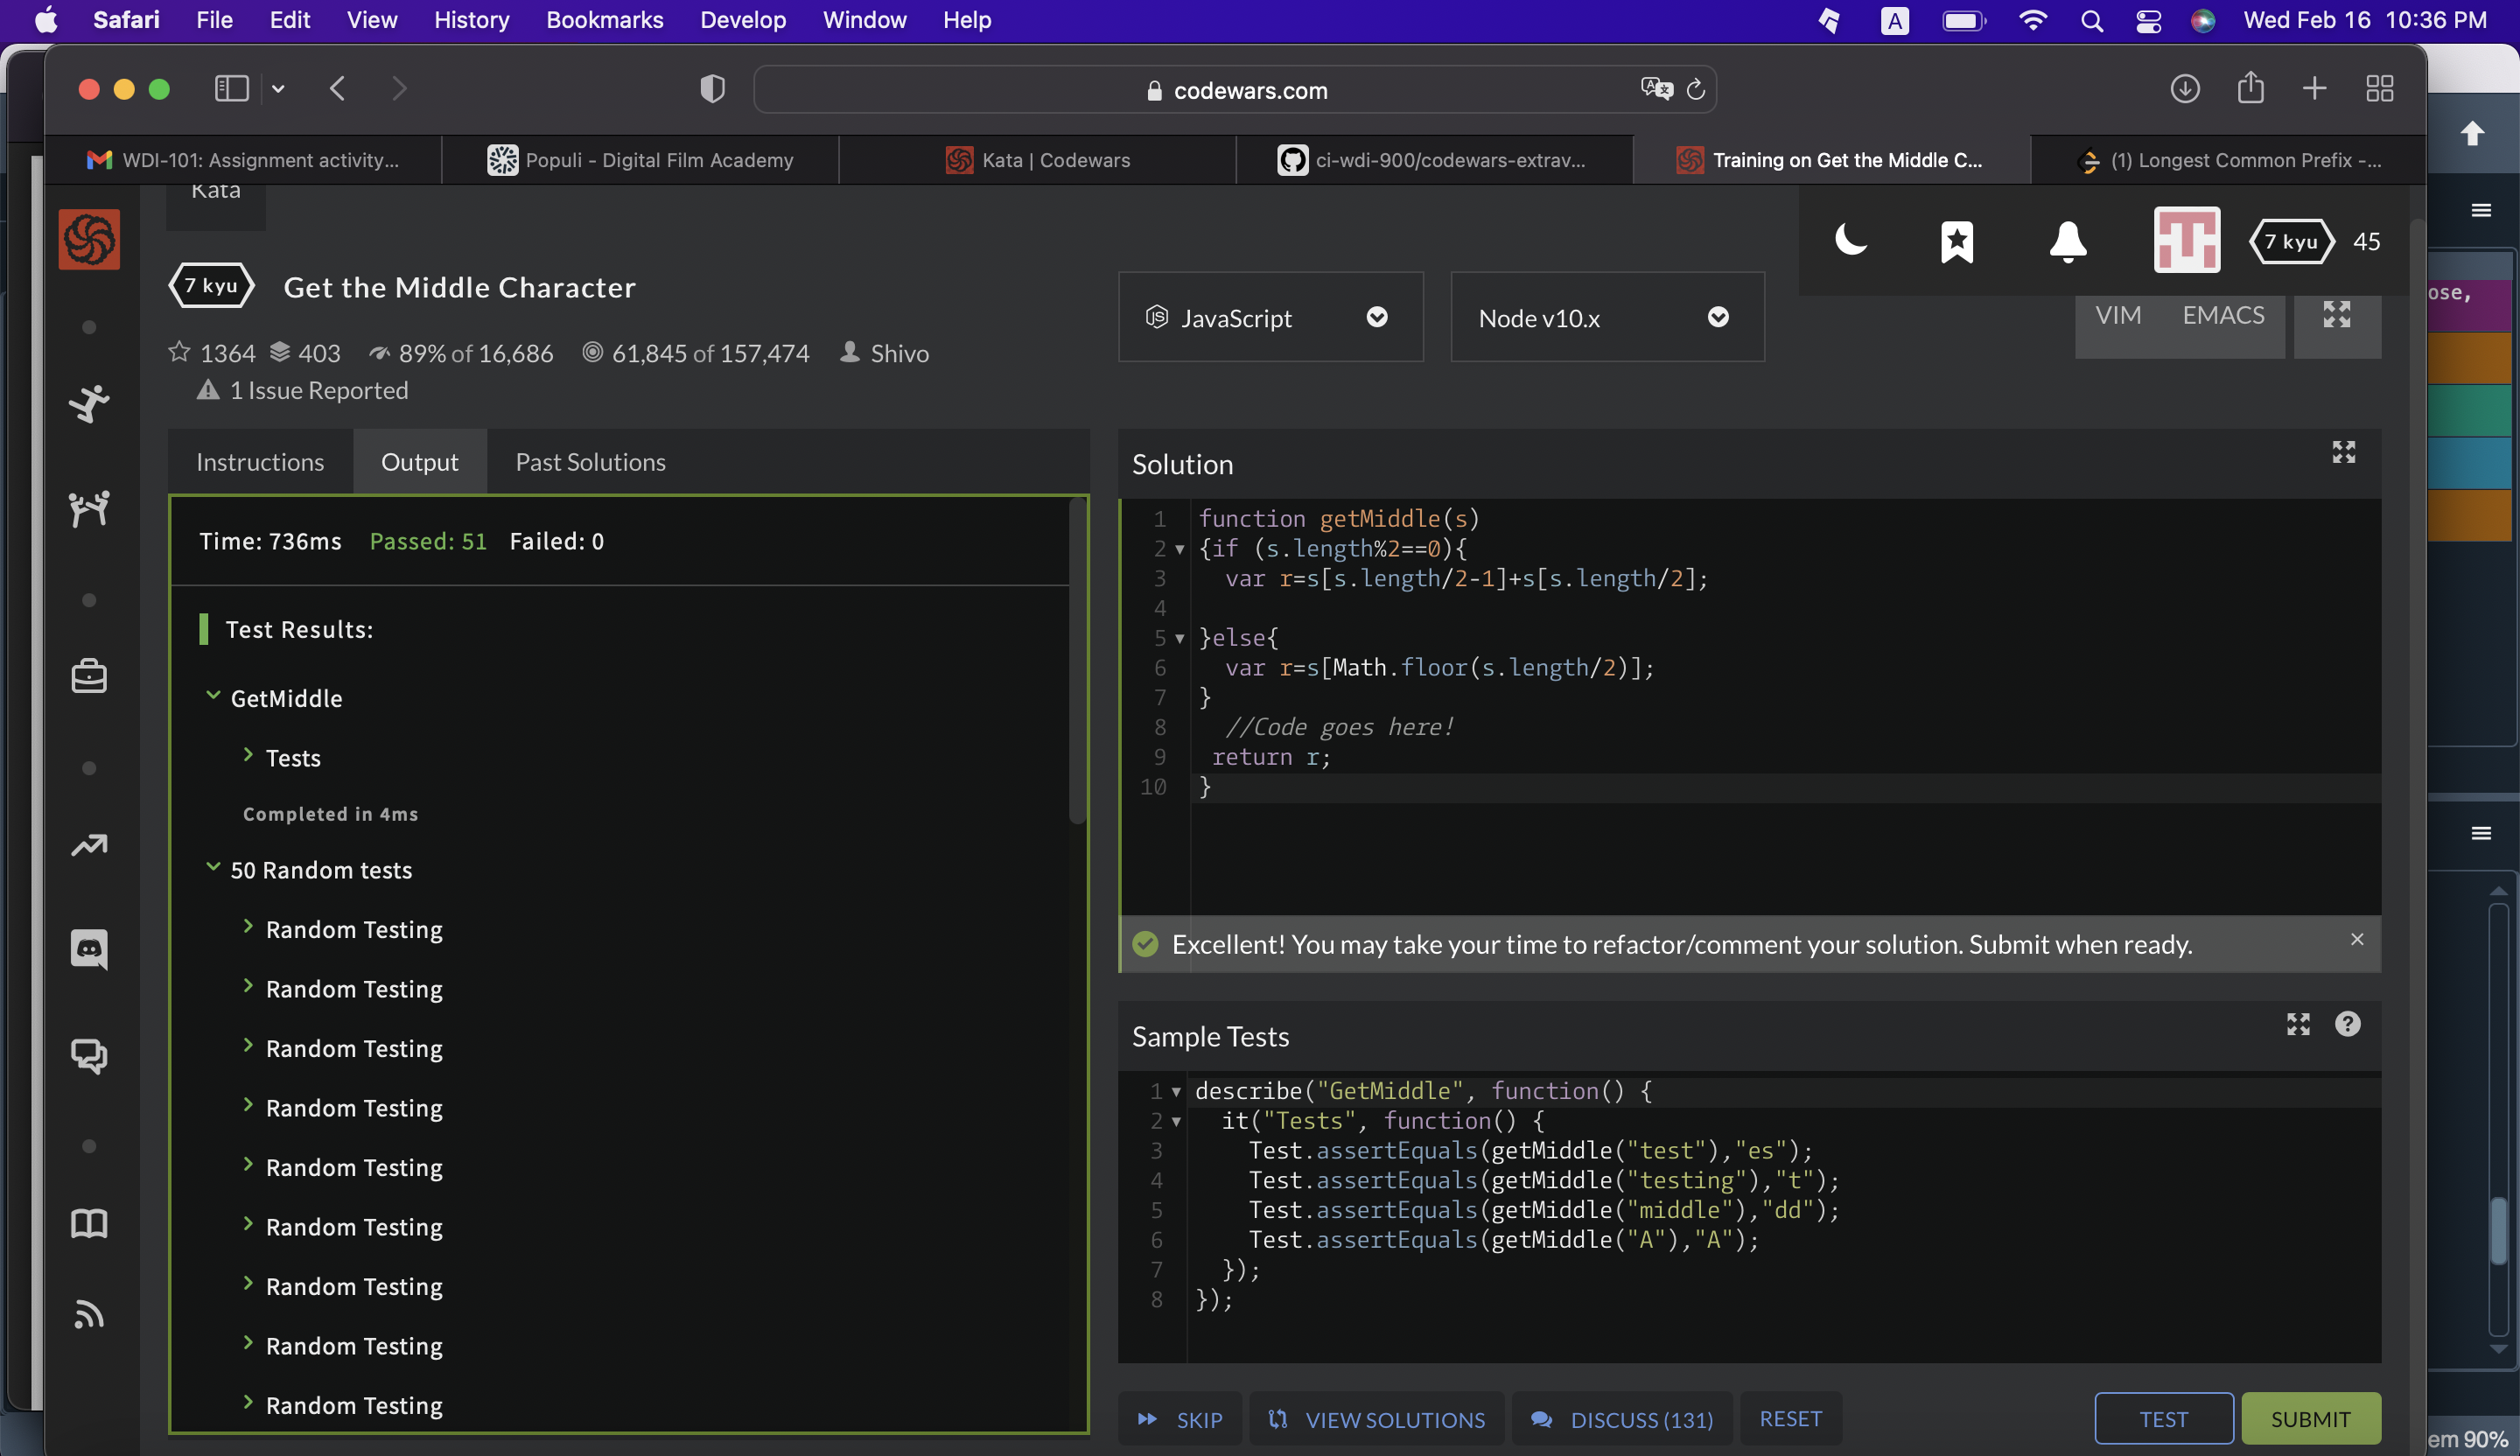 Safari File Edit View History Bookmarks Develop Window Help A Wed Feb 16 10:36 PM
codewars.com
WDI-101: Assignment activity... Populi - Digital Film Academy Kata | Codewars ci-wdi-900/codewars-extrav... Training on Get the Middle C... (1) Longest Common Prefix -...
Kata
7 kyu 45
7 kyu Get the Middle Character
JavaScript Node v10.x VIM EMACS
1364 403 89% of 16,686 61,845 of 157,474 Shivo
1 Issue Reported
Instructions Output Past Solutions
Time: 736ms Passed: 51 Failed: 0
Test Results:
GetMiddle
Tests
Completed in 4ms
50 Random tests
Random Testing
Random Testing
Random Testing
Random Testing
Random Testing
Random Testing
Random Testing
Random Testing
Random Testing
Solution
1 function getMiddle(s)
2 {if (s.length%2==0){
3 var r=s[s.length/2-1]+s[s.length/2];
4
5 }else{
6 var r=s[Math.floor(s.length/2)];
7 }
8 //Code goes here!
9 return r;
10 }
Excellent! You may take your time to refactor/comment your solution. Submit when ready.
Sample Tests
1 describe("GetMiddle", function() {
2 it("Tests", function() {
3 Test.assertEquals(getMiddle("test"),"es");
4 Test.assertEquals(getMiddle("testing"),"t");
5 Test.assertEquals(getMiddle("middle"),"dd");
6 Test.assertEquals(getMiddle("A"),"A");
7 });
8 });
SKIP VIEW SOLUTIONS DISCUSS (131) RESET TEST SUBMIT
ose,
em 90%